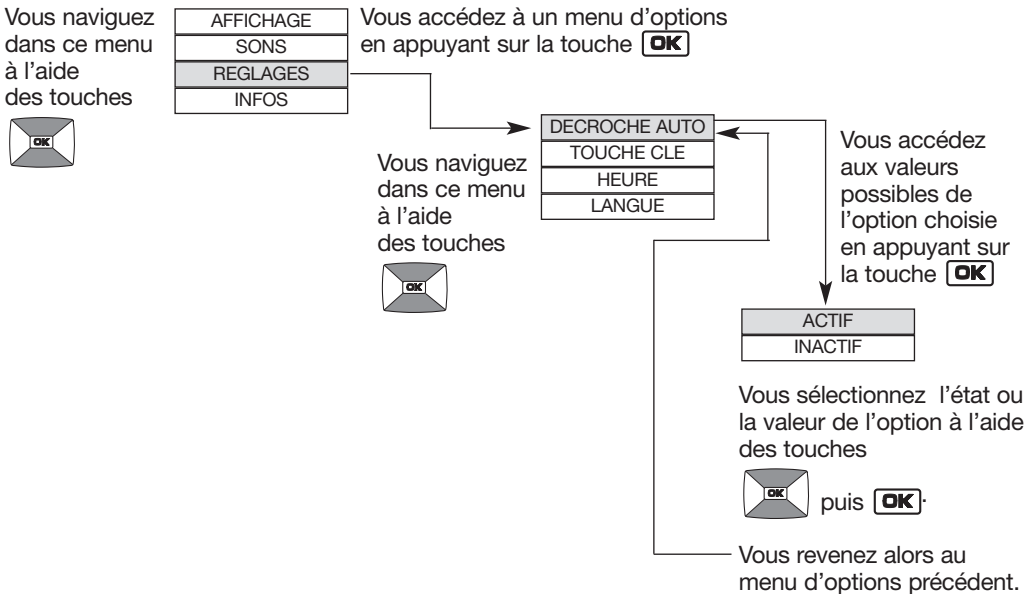 Vous naviguez
dans ce menu
à l'aide
des touches
OK
AFFICHAGE
SONS
REGLAGES
INFOS
Vous accédez à un menu d'options
en appuyant sur la touche OK
Vous naviguez
dans ce menu
à l'aide
des touches
OK
DECROCHE AUTO
TOUCHE CLE
HEURE
LANGUE
Vous accédez
aux valeurs
possibles de
l'option choisie
en appuyant sur
la touche OK
ACTIF
INACTIF
Vous sélectionnez l'état ou
la valeur de l'option à l'aide
des touches
OK puis OK.
Vous revenez alors au
menu d'options précédent.